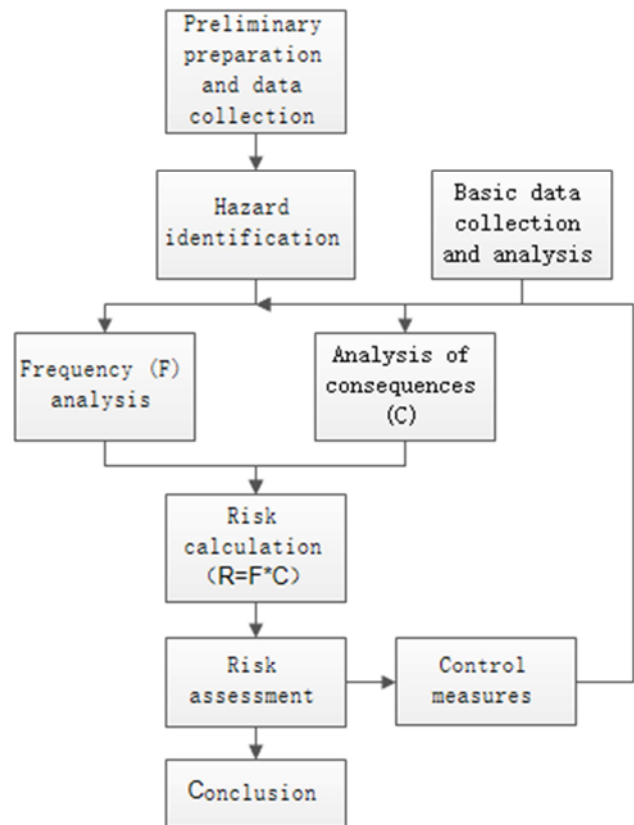 Preliminary
preparation
and data
collection
Hazard
identification
Basic data
collection
and analysis
Frequency (F)
analysis
Analysis of
consequences
(C)
Risk
calculation
（R=F*C）
Risk
assessment
Control
measures
Conclusion